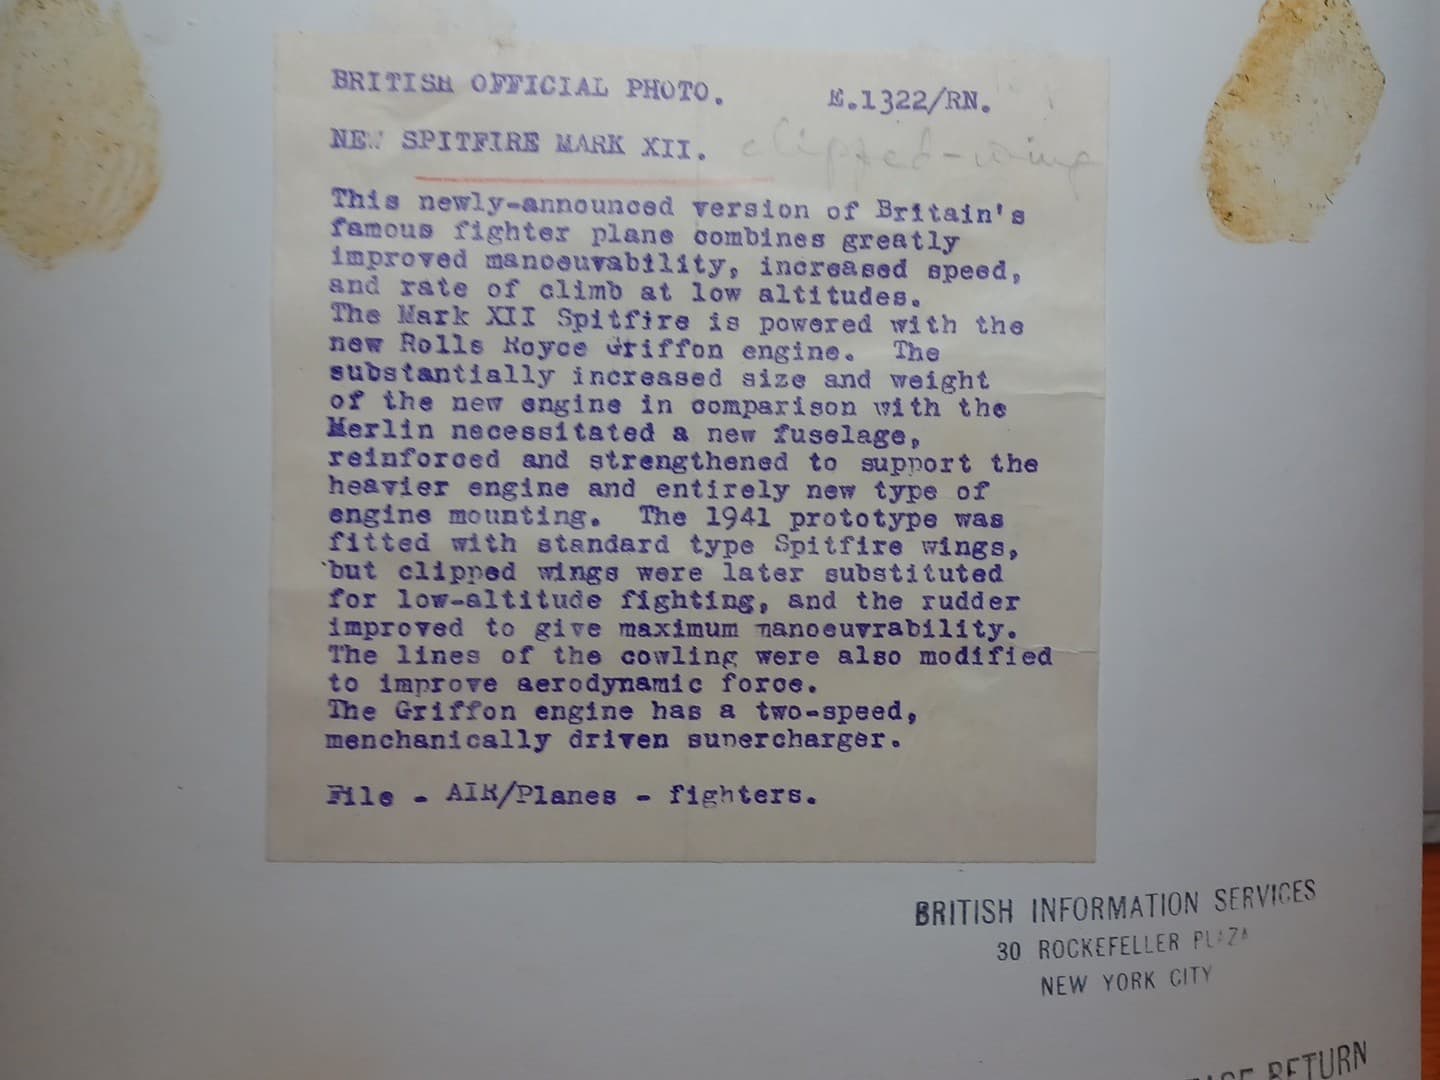 BRITISH OFFICIAL PHOTO. E.1322/RN.
NEW SPITFIRE MARK XII. clipped-wing
This newly-announced version of Britain's
famous fighter plane combines greatly
improved manoeuvability, increased speed,
and rate of climb at low altitudes.
The Mark XII Spitfire is powered with the
new Rolls Royce Griffon engine. The
substantially increased size and weight
of the new engine in comparison with the
Merlin necessitated a new fuselage,
reinforced and strengthened to support the
heavier engine and entirely new type of
engine mounting. The 1941 prototype was
fitted with standard type Spitfire wings,
but clipped wings were later substituted
for low-altitude fighting, and the rudder
improved to give maximum manoeuvrability.
The lines of the cowling were also modified
to improve aerodynamic force.
The Griffon engine has a two-speed,
menchanically driven supercharger.
File - AIR/Planes - fighters.
BRITISH INFORMATION SERVICES
30 ROCKEFELLER PLAZA
NEW YORK CITY
RETURN